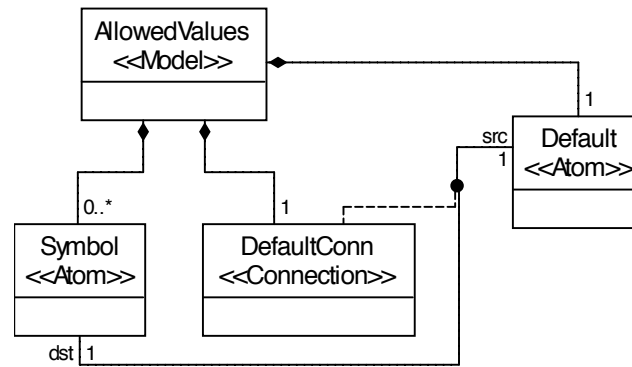 AllowedValues
<<Model>>
1
src
1
Default
<<Atom>>
0..*
1
Symbol
<<Atom>>
DefaultConn
<<Connection>>
dst 1